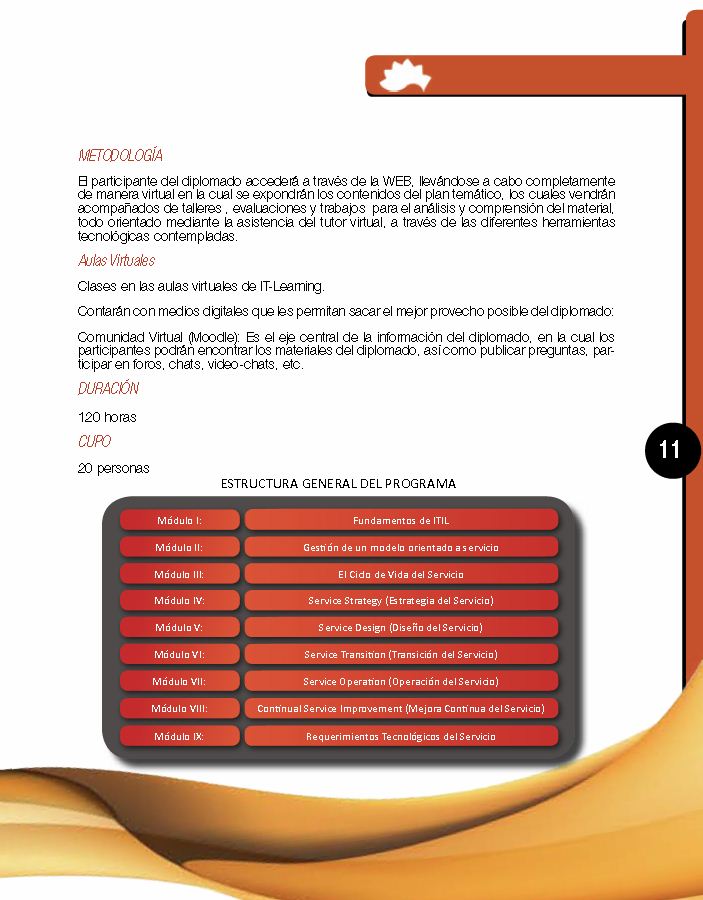 METODOLOGÍA
El participante del diplomado accederá a través de la WEB, llevándose a cabo completamente
de manera virtual en la cual se expondrán los contenidos del plan temático, los cuales vendrán
acompañados de talleres , evaluaciones y trabajos para el análisis y comprensión del material,
todo orientado mediante la asistencia del tutor virtual, a través de las diferentes herramientas
tecnológicas contempladas.
Aulas Virtuales
Clases en las aulas virtuales de IT-Learning.
Contarán con medios digitales que les permitan sacar el mejor provecho posible del diplomado:
Comunidad Virtual (Moodle): Es el eje central de la información del diplomado, en la cual los
participantes podrán encontrar los materiales del diplomado, así como publicar preguntas, par-
ticipar en foros, chats, video-chats, etc.
DURACIÓN
120 horas
CUPO
11
20 personas
ESTRUCTURA GENERAL DEL PROGRAMA
Módulo I: Fundamentos de ITIL
Módulo II: Gestión de un modelo orientado a servicio
Módulo III: El Ciclo de Vida del Servicio
Módulo IV: Service Strategy (Estrategia del Servicio)
Módulo V: Service Design (Diseño del Servicio)
Módulo VI: Service Transition (Transición del Servicio)
Módulo VII: Service Operation (Operación del Servicio)
Módulo VIII: Continual Service Improvement (Mejora Continua del Servicio)
Módulo IX: Requerimientos Tecnológicos del Servicio